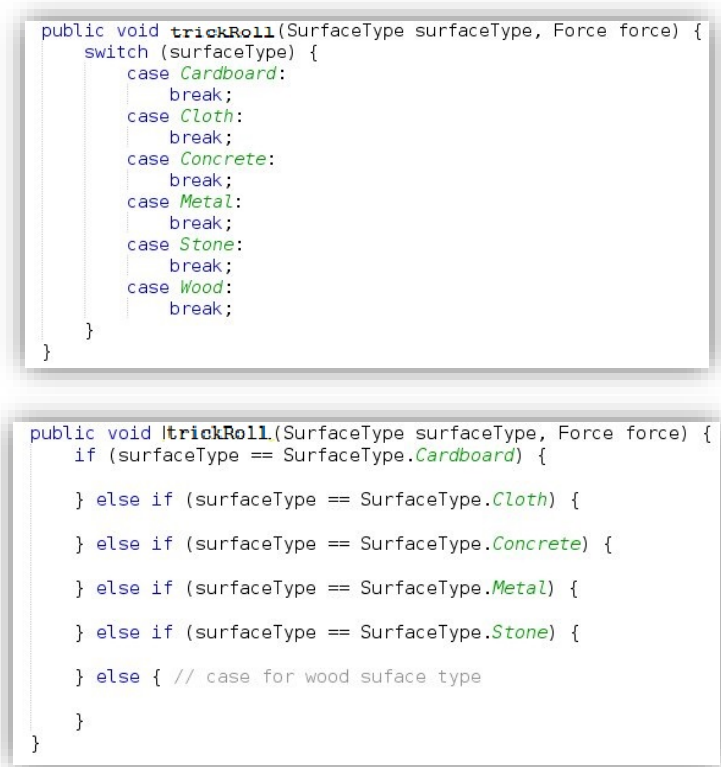 public void trickRoll(SurfaceType surfaceType, Force force) {
switch (surfaceType) {
case Cardboard:
break;
case Cloth:
break;
case Concrete:
break;
case Metal:
break;
case Stone:
break;
case Wood:
break;
}
}
public void trickRoll(SurfaceType surfaceType, Force force) {
if (surfaceType == SurfaceType.Cardboard) {
} else if (surfaceType == SurfaceType.Cloth) {
} else if (surfaceType == SurfaceType.Concrete) {
} else if (surfaceType == SurfaceType.Metal) {
} else if (surfaceType == SurfaceType.Stone) {
} else { // case for wood suface type
}
}